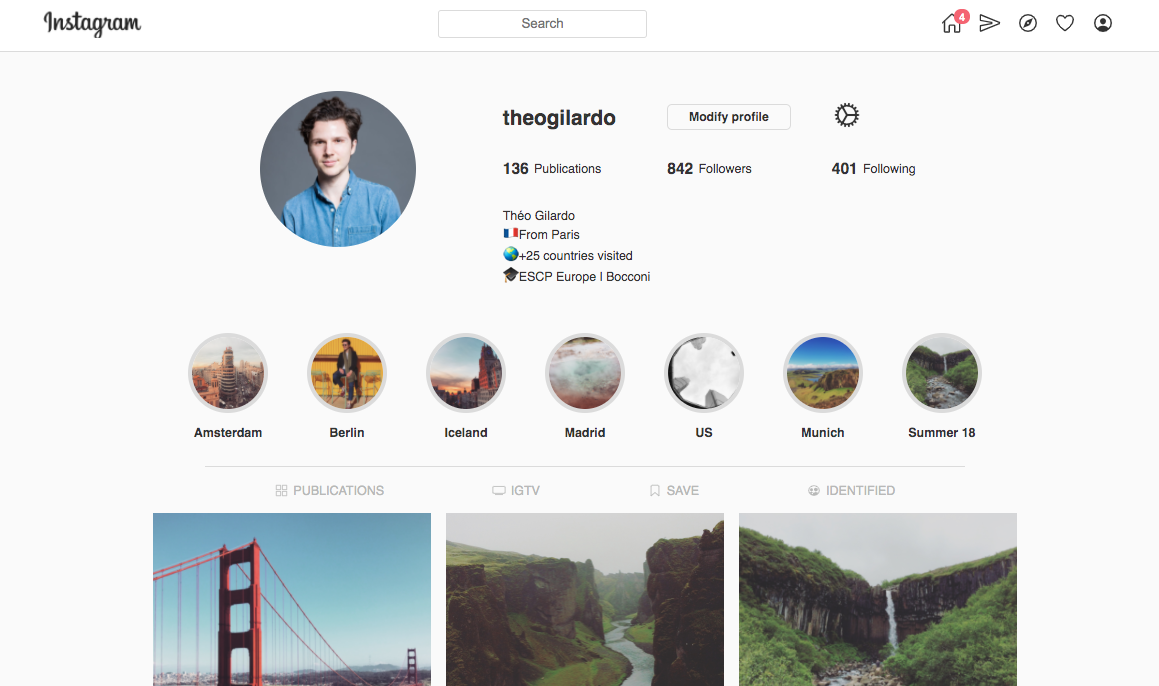 Instagram
Search
4
theogilardo
Modify profile
136 Publications
842 Followers
401 Following
Théo Gilardo
🇫🇷From Paris
🌏+25 countries visited
🎓ESCP Europe I Bocconi
Amsterdam
Berlin
Iceland
Madrid
US
Munich
Summer 18
PUBLICATIONS
IGTV
SAVE
IDENTIFIED